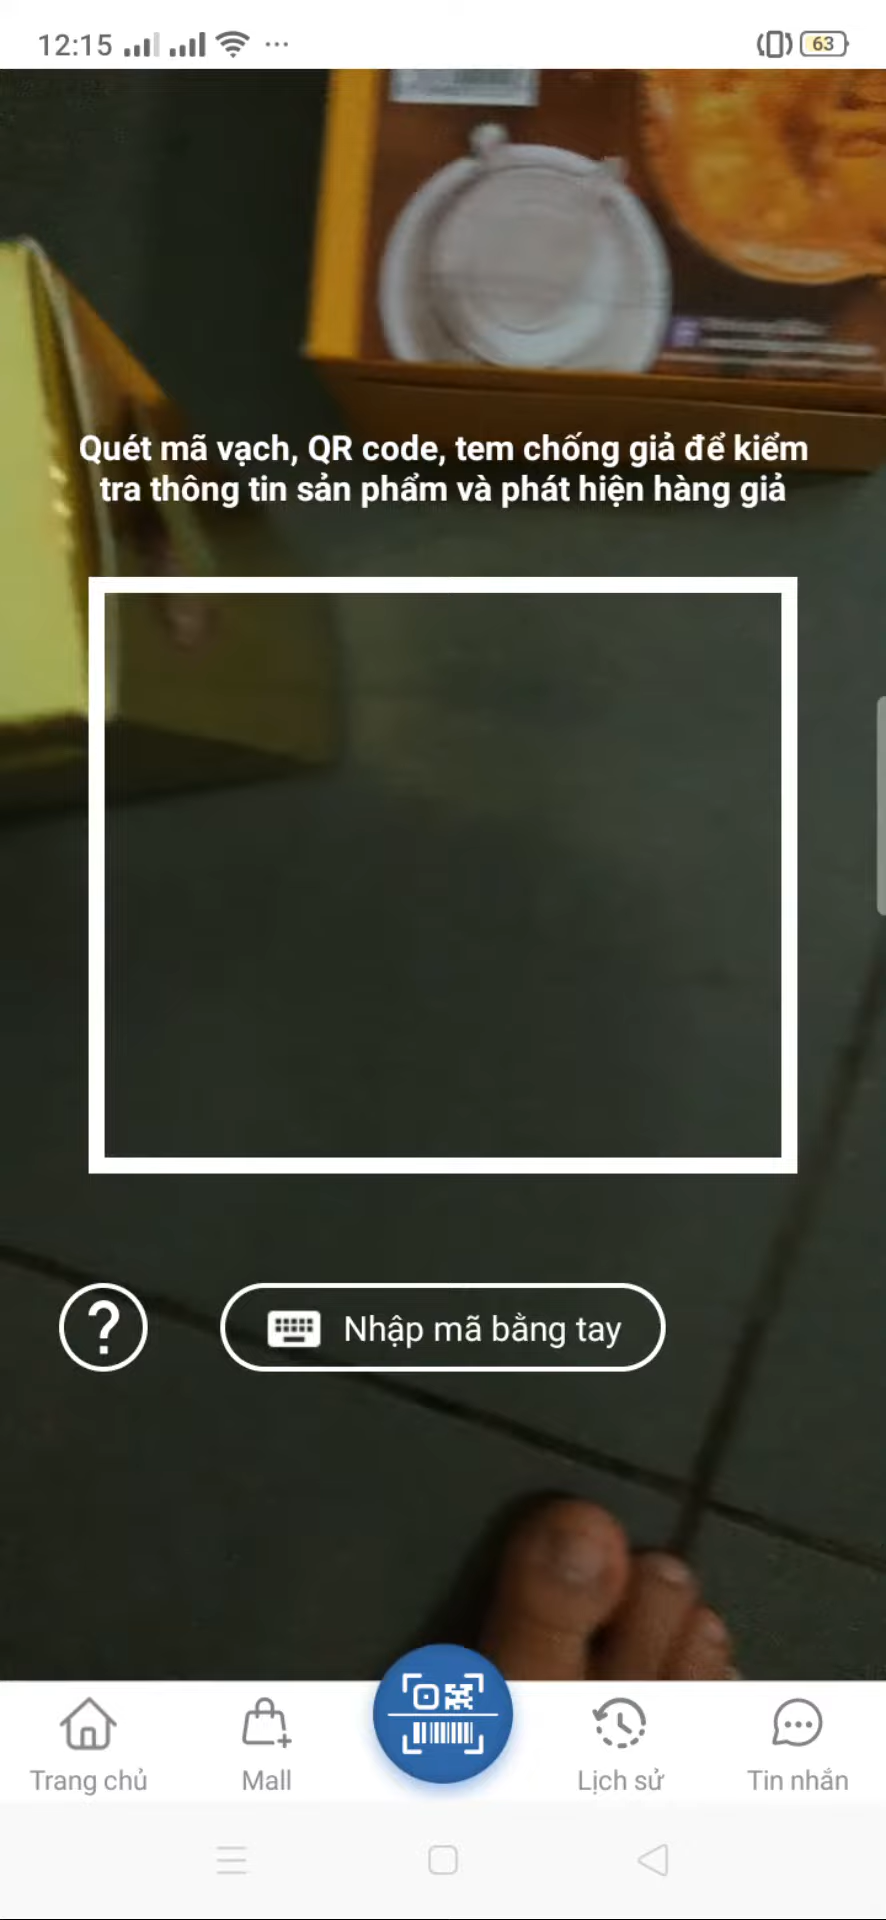 12:15
63
Quét mã vạch, QR code, tem chống giả để kiểm
tra thông tin sản phẩm và phát hiện hàng giả
?
Nhập mã bằng tay
Trang chủ
Mall
Lịch sử
Tin nhắn